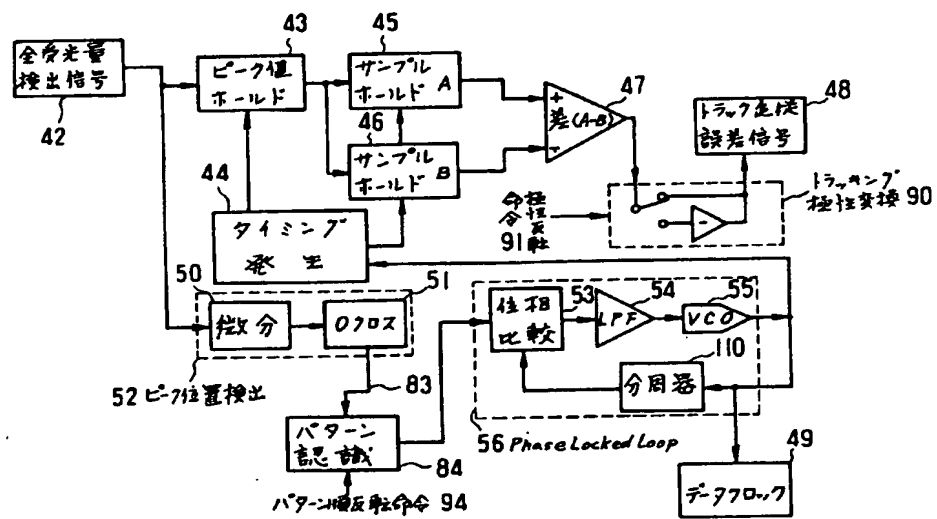 全受光量
検出信号
42
43
ピーク値
ホールド
45
サンプル
ホールド A
46
サンプル
ホールド B
47
+
差(A-B)
-
48
トラック追従
誤差信号
44
タイミング
発生
極性反転
命令
91
-
トラッキング
極性変換 90
50
微分
51
0クロス
52 ピーク位置検出
83
パターン
認識
84
パターン順反転命令 94
位相
比較
53
LPF
54
VCO
55
110
分周器
56 Phase Locked Loop
49
データクロック